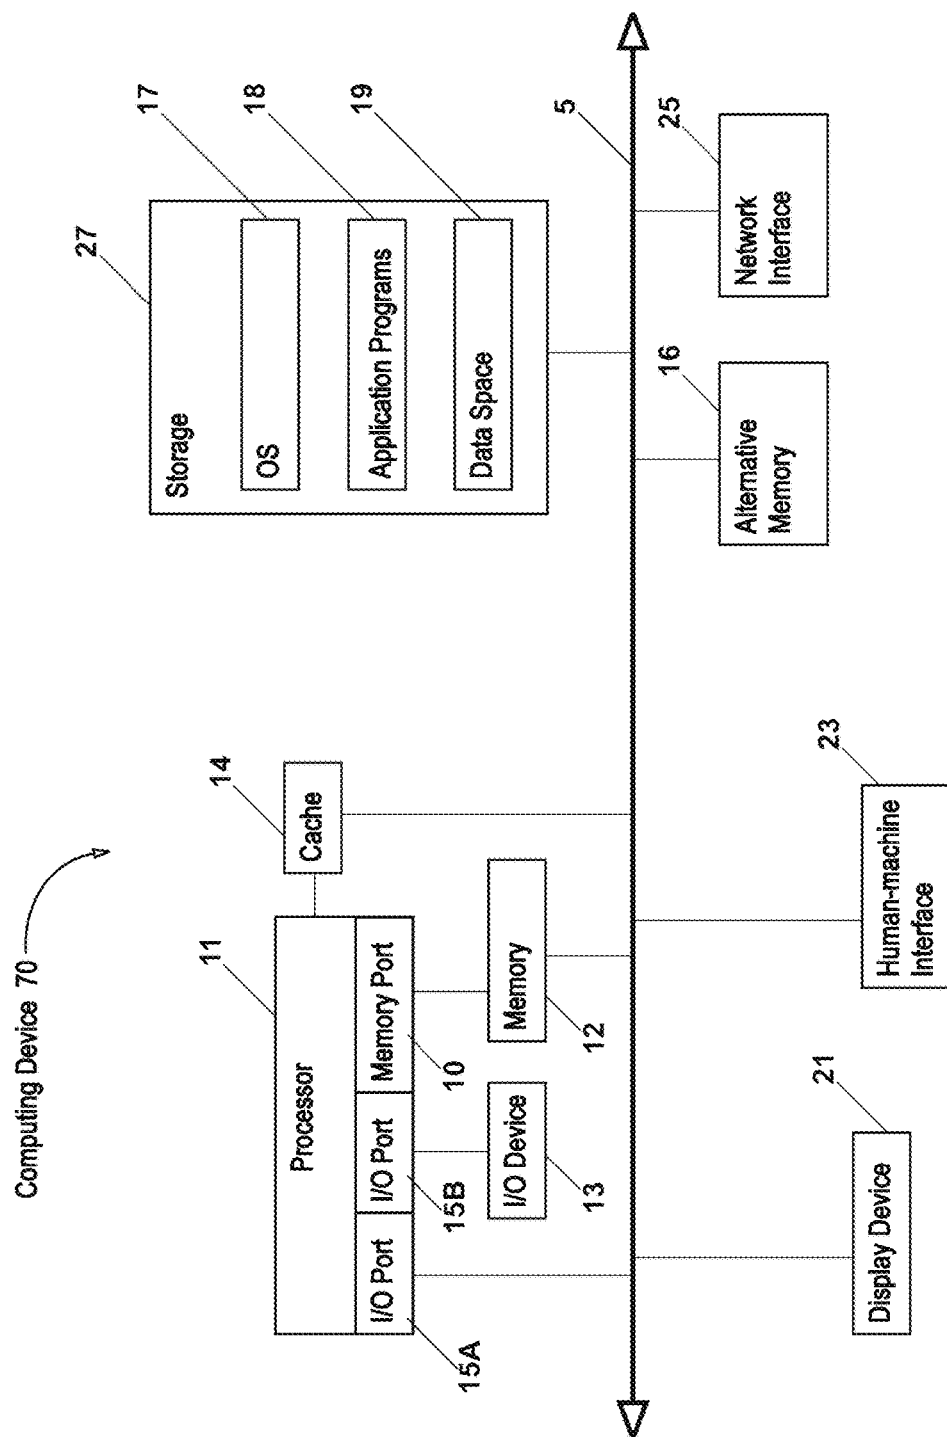 Computing Device 70
11
Processor
I/O Port
I/O Port
Memory Port
15A
15B
10
14
Cache
I/O Device
13
Memory
12
27
Storage
OS
17
Application Programs
18
Data Space
19
5
21
Display Device
23
Human-machine
Interface
16
Alternative
Memory
25
Network
Interface